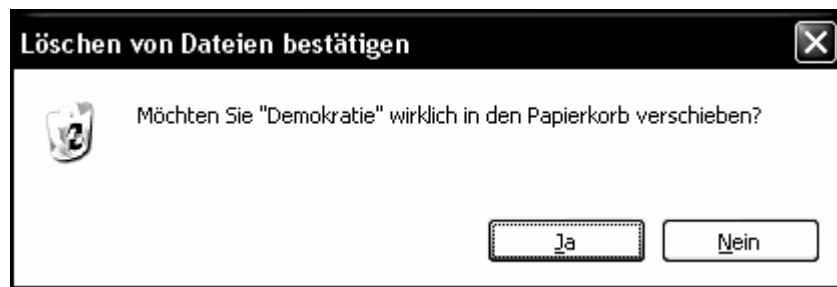 Löschen von Dateien bestätigen
Möchten Sie "Demokratie" wirklich in den Papierkorb verschieben?
Ja
Nein